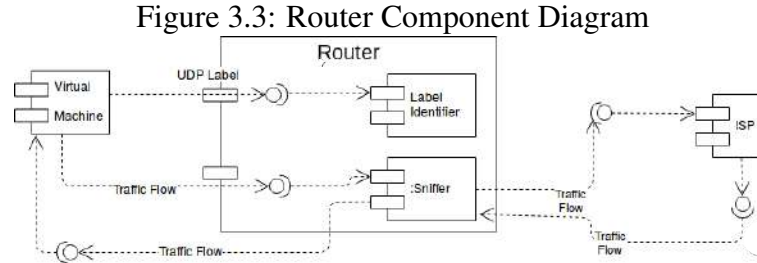 Figure 3.3: Router Component Diagram
Router
UDP Label
Virtual
Machine
Label
Identifier
ISP
:Sniffer
Traffic Flow
Traffic
Flow
Traffic
Flow
Traffic Flow